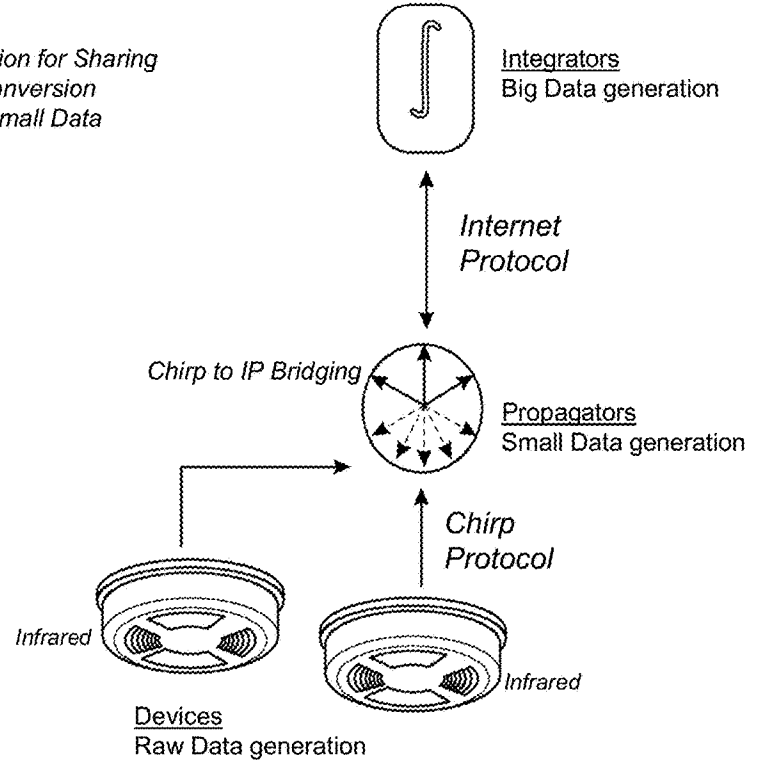 ion for Sharing
nversion
mall Data
Integrators
Big Data generation
Internet
Protocol
Chirp to IP Bridging
Propagators
Small Data generation
Chirp
Protocol
Infrared
Infrared
Devices
Raw Data generation